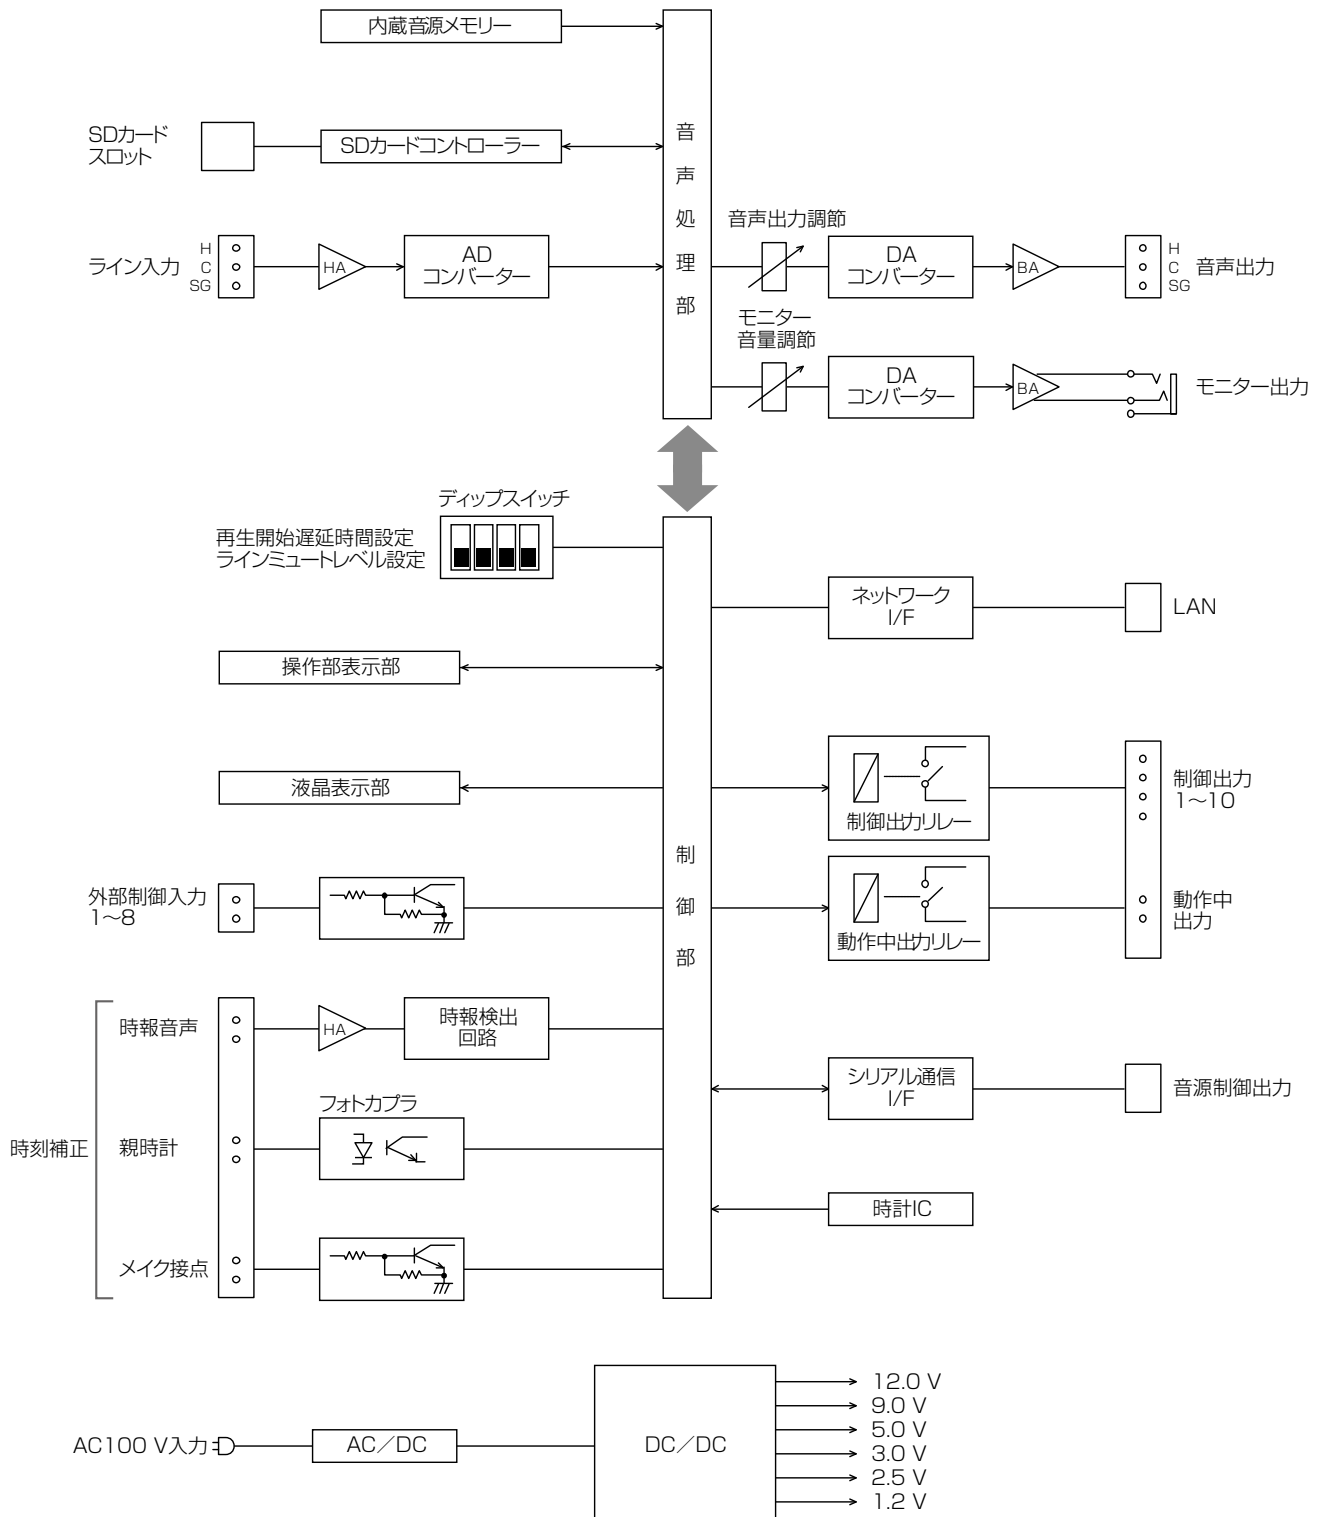 内蔵音源メモリー
SDカード
スロット
SDカードコントローラー
音声処理部
音声出力調節
H
C
SG
ライン入力
HA
AD
コンバーター
DA
コンバーター
BA
H
C
SG
音声出力
モニター
音量調節
DA
コンバーター
BA
モニター出力
ディップスイッチ
再生開始遅延時間設定
ラインミュートレベル設定
ネットワーク
I/F
LAN
操作部表示部
液晶表示部
制御出力リレー
制御出力
1〜10
制御部
外部制御入力
1〜8
動作中出力リレー
動作中
出力
時報音声
HA
時報検出
回路
シリアル通信
I/F
音源制御出力
フォトカプラ
時刻補正
親時計
時計IC
メイク接点
AC100 V入力
AC／DC
DC／DC
12.0 V
9.0 V
5.0 V
3.0 V
2.5 V
1.2 V